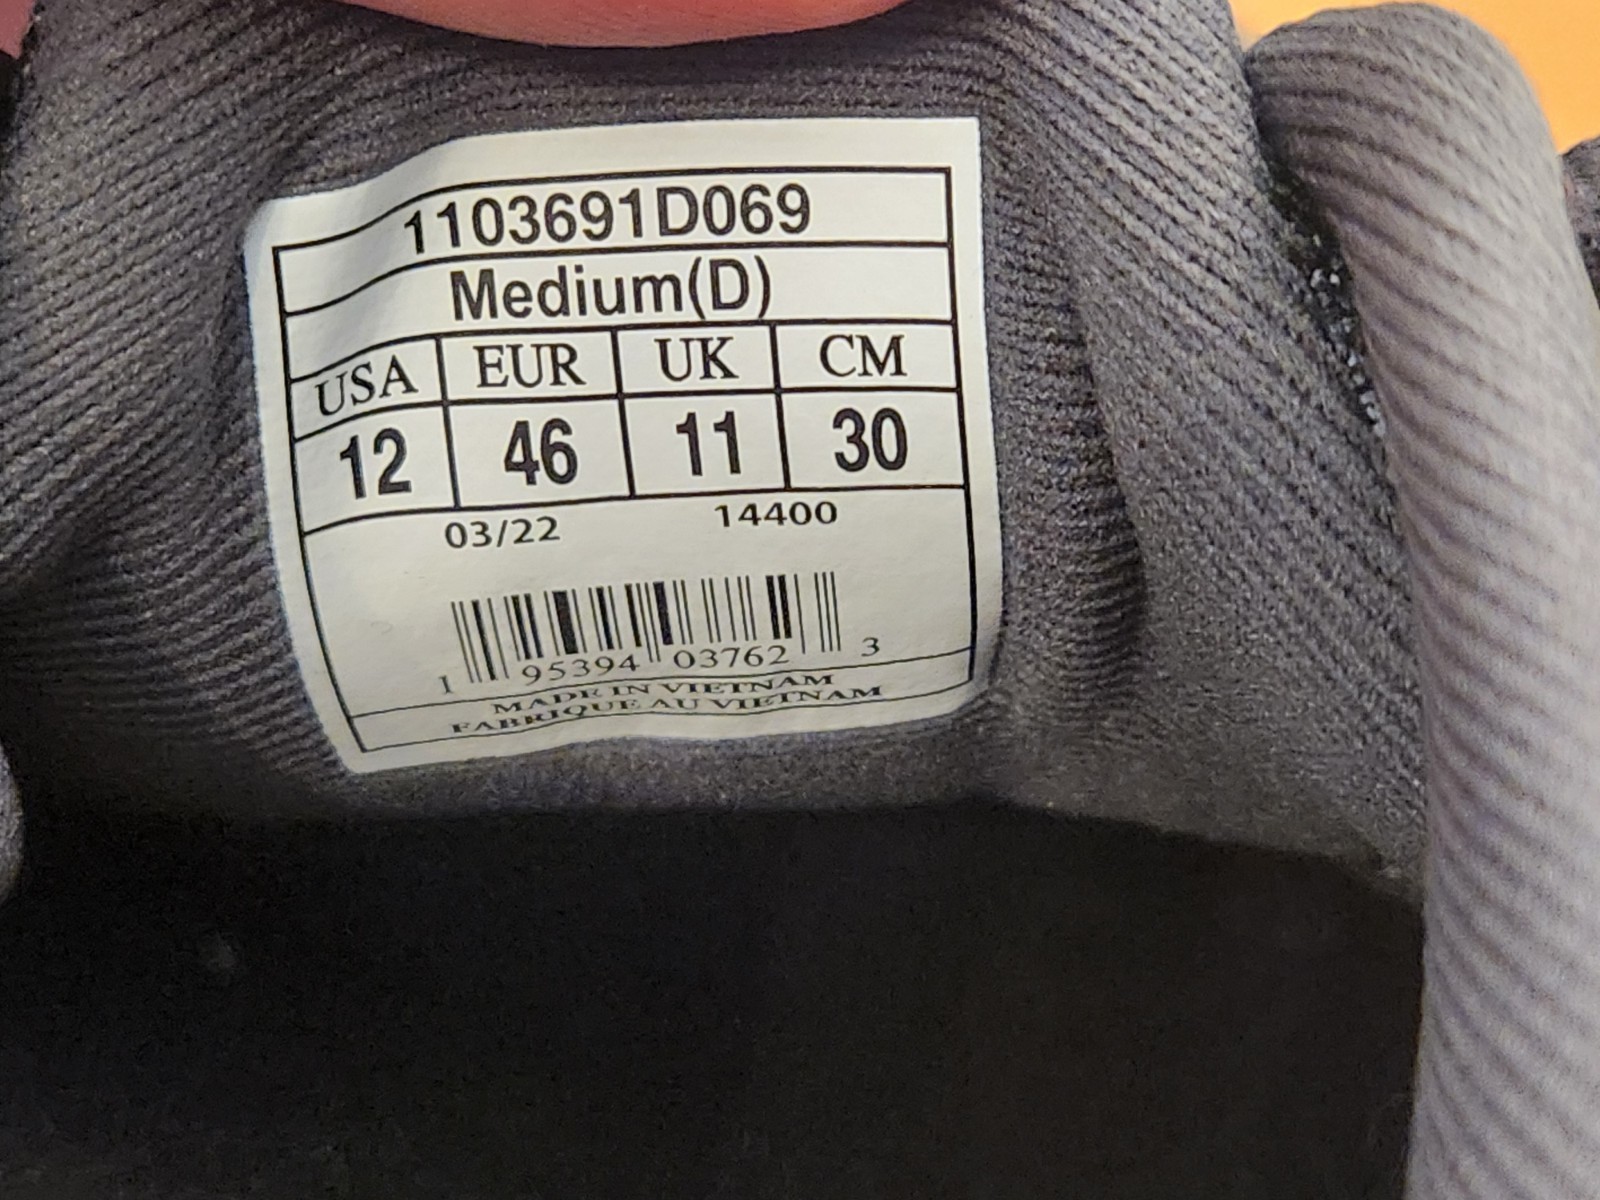 1103691D069
Medium(D)
USA EUR UK CM
12 46 11 30
03/22 14400
1 95394 03762 3
MADE IN VIETNAM
FABRIQUE AU VIETNAM